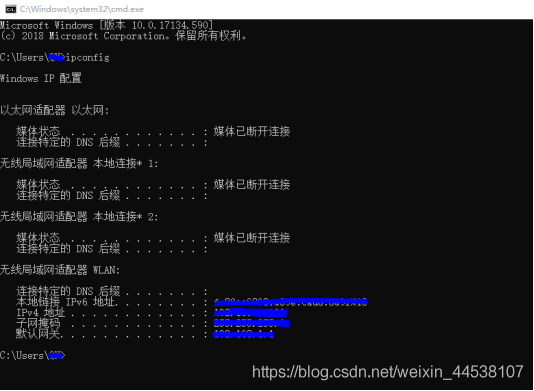 C:\Windows\system32\cmd.exe
Microsoft Windows [版本 10.0.17134.590]
(c) 2018 Microsoft Corporation。保留所有权利。
C:\Users\>ipconfig
Windows IP 配置
以太网适配器 以太网:
媒体状态 . . . . . . . . . . . . : 媒体已断开连接
连接特定的 DNS 后缀 . . . . . . . :
无线局域网适配器 本地连接* 1:
媒体状态 . . . . . . . . . . . . : 媒体已断开连接
连接特定的 DNS 后缀 . . . . . . . :
无线局域网适配器 本地连接* 2:
媒体状态 . . . . . . . . . . . . : 媒体已断开连接
连接特定的 DNS 后缀 . . . . . . . :
无线局域网适配器 WLAN:
连接特定的 DNS 后缀 . . . . . . . :
本地链接 IPv6 地址. . . . . . . . :
IPv4 地址 . . . . . . . . . . . . :
子网掩码 . . . . . . . . . . . . :
默认网关. . . . . . . . . . . . . :
C:\Users\>
https://blog.csdn.net/weixin_44538107